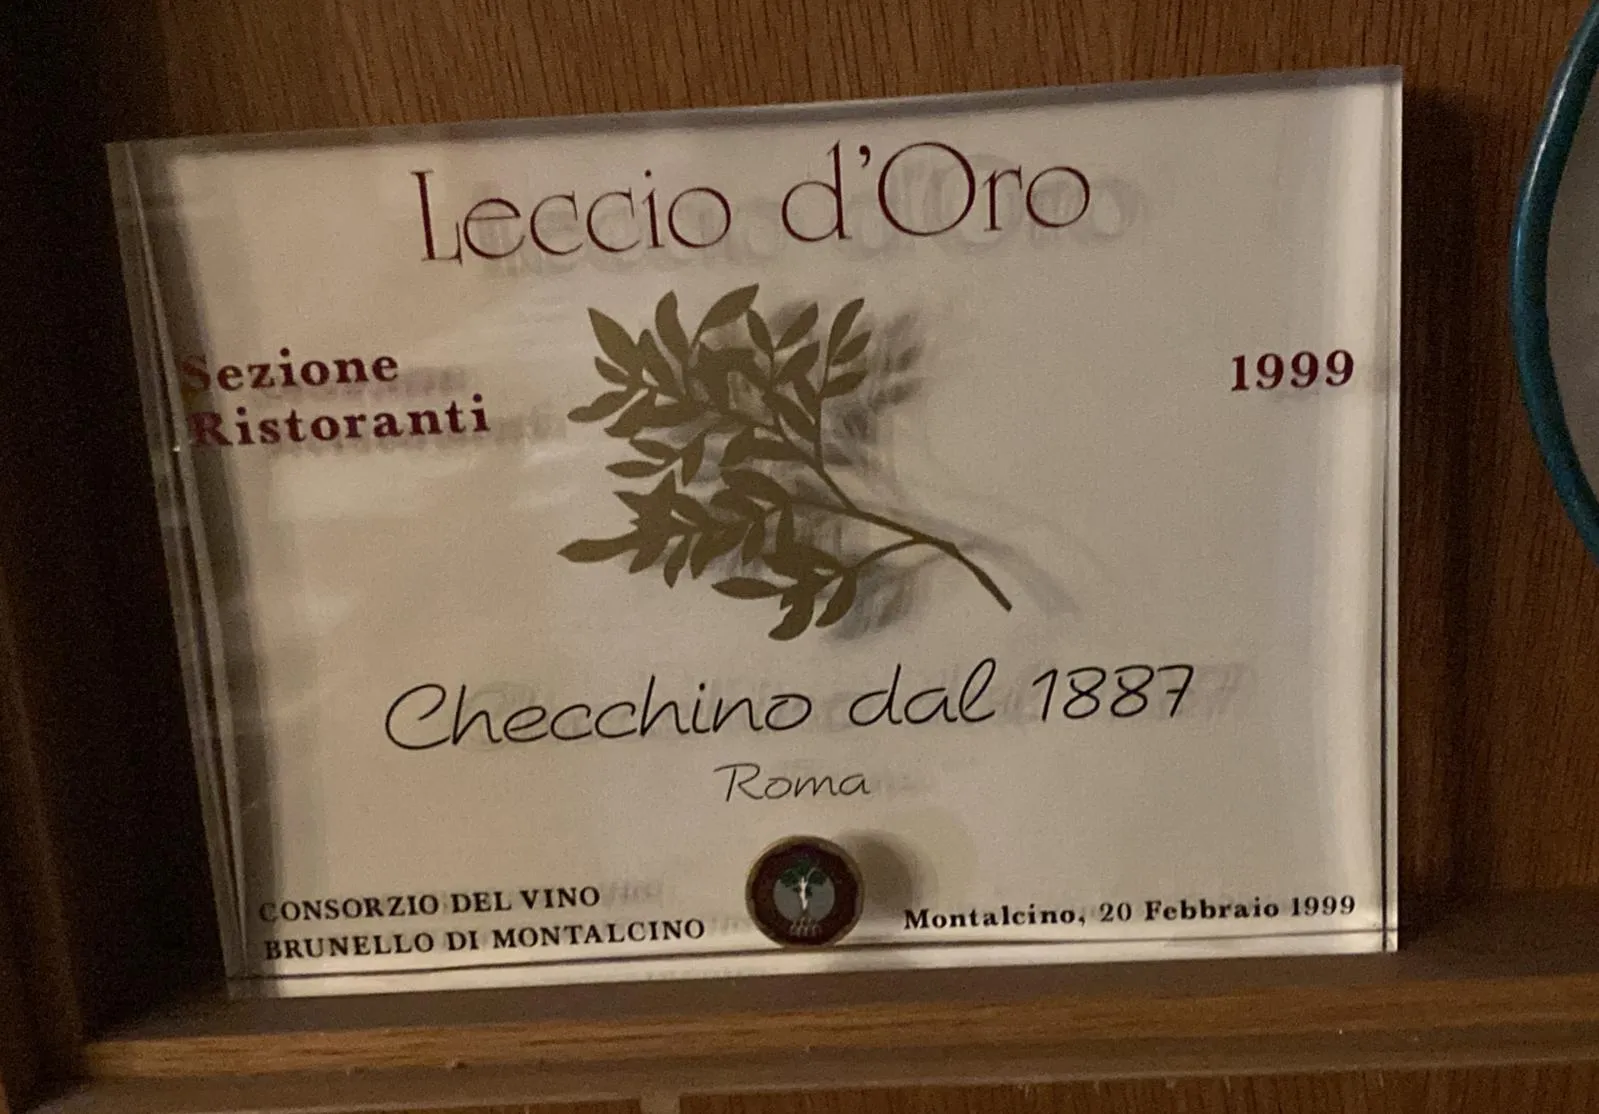 Leccio d'Oro
Sezione
Ristoranti
1999
Checchino dal 1887
Roma
CONSORZIO DEL VINO
BRUNELLO DI MONTALCINO
Montalcino, 20 Febbraio 1999